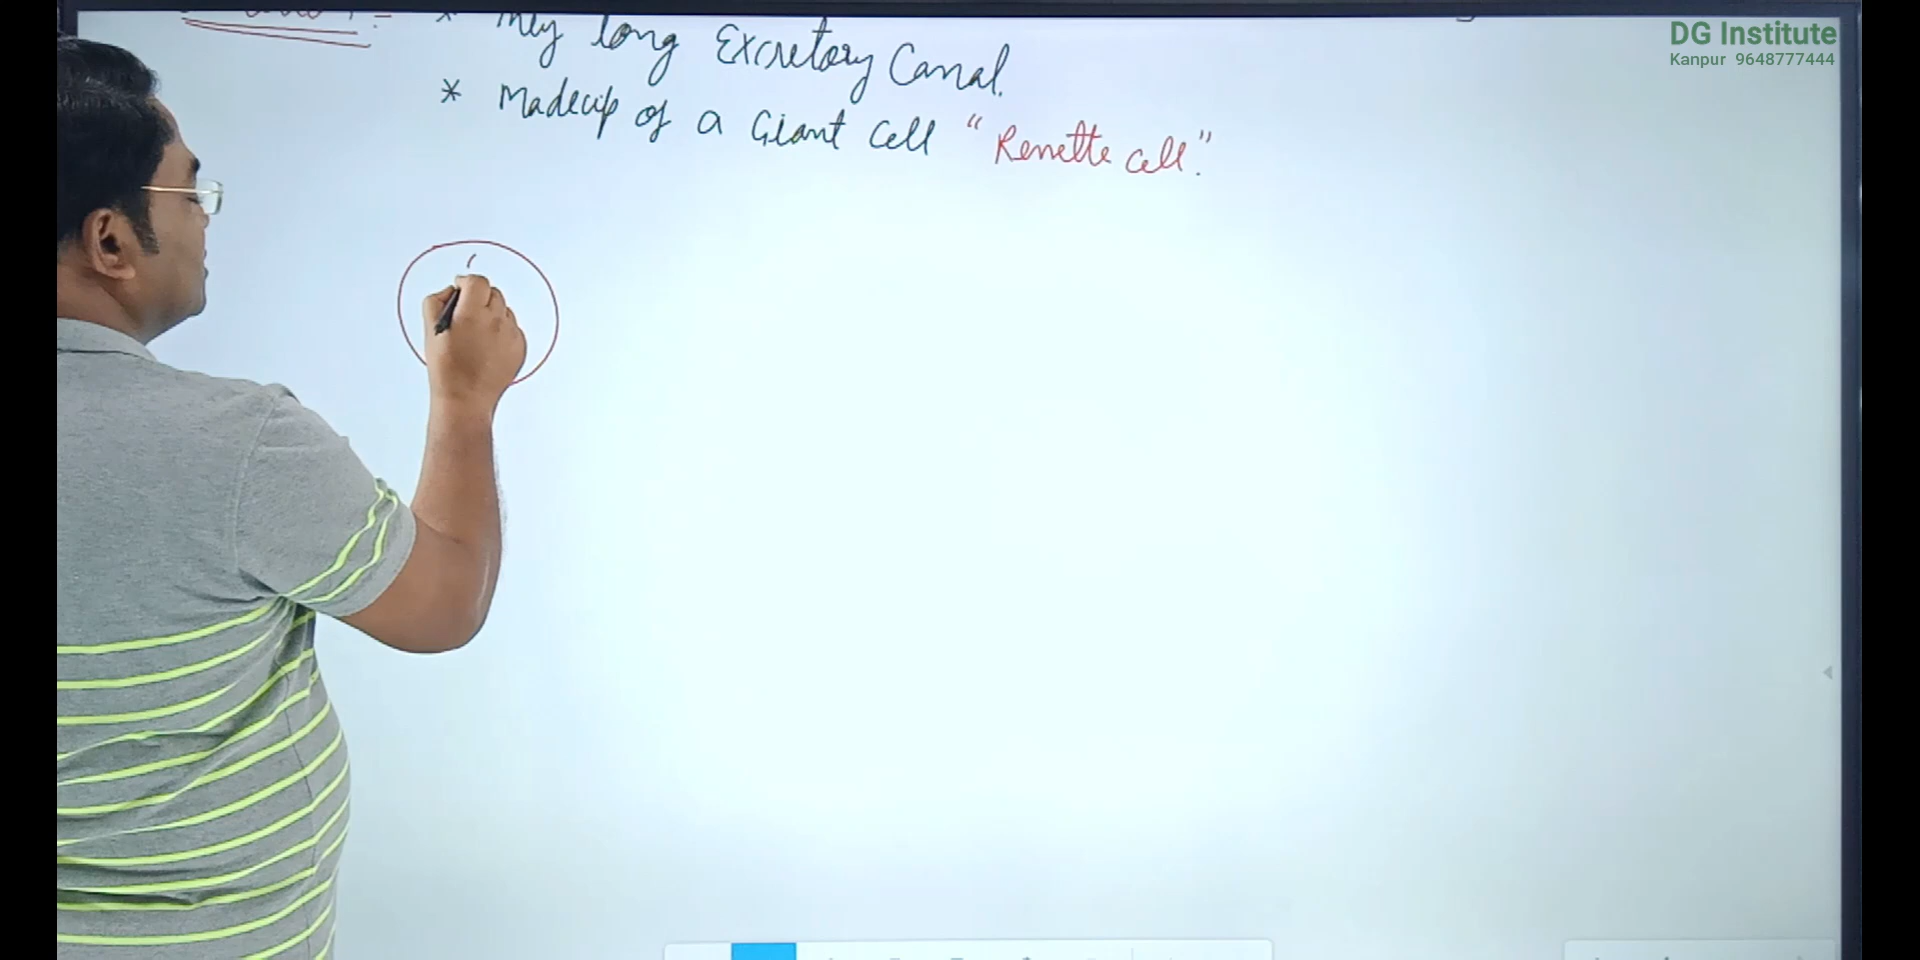 DG Institute
Kanpur 9648777444
* long Excretory Canal.
* Madeup of a Giant Cell "Renette cell".